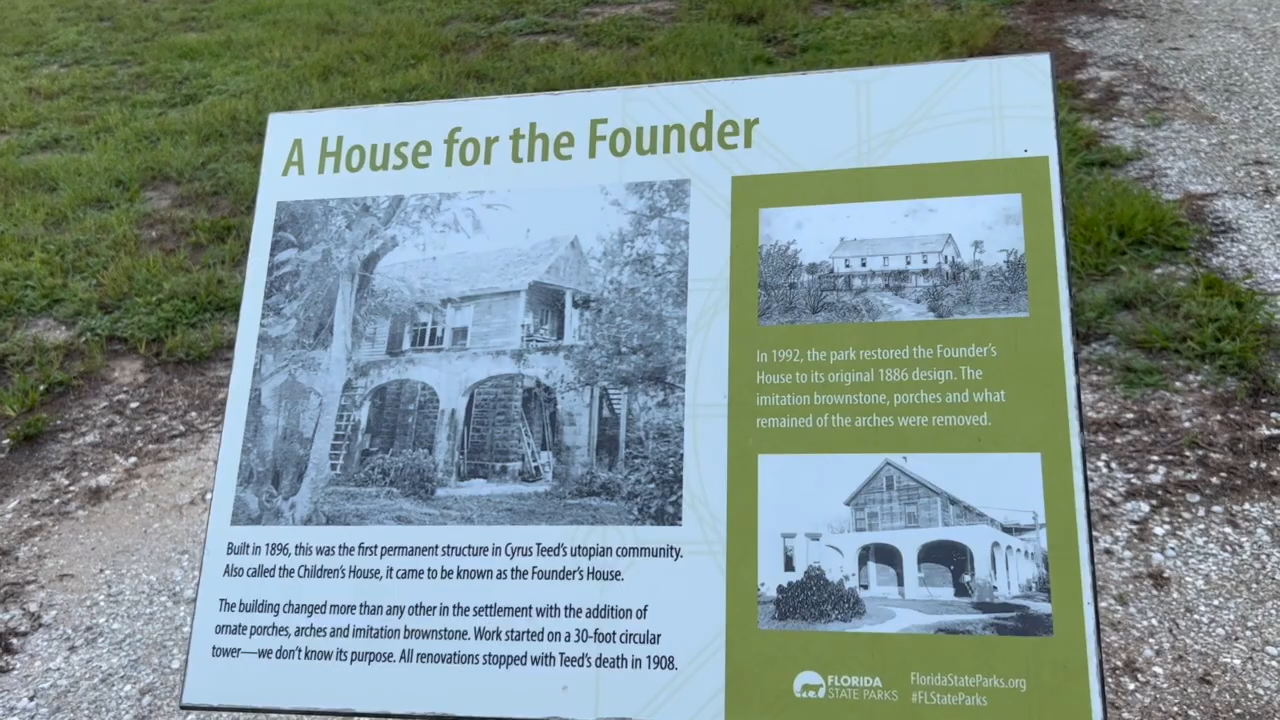 A House for the Founder
Built in 1896, this was the first permanent structure in Cyrus Teed's utopian community.
Also called the Children's House, it came to be known as the Founder's House.
The building changed more than any other in the settlement with the addition of
ornate porches, arches and imitation brownstone. Work started on a 30-foot circular
tower—we don't know its purpose. All renovations stopped with Teed's death in 1908.
In 1992, the park restored the Founder's
House to its original 1886 design. The
imitation brownstone, porches and what
remained of the arches were removed.
FLORIDA
STATE PARKS
FloridaStateParks.org
#FLStateParks